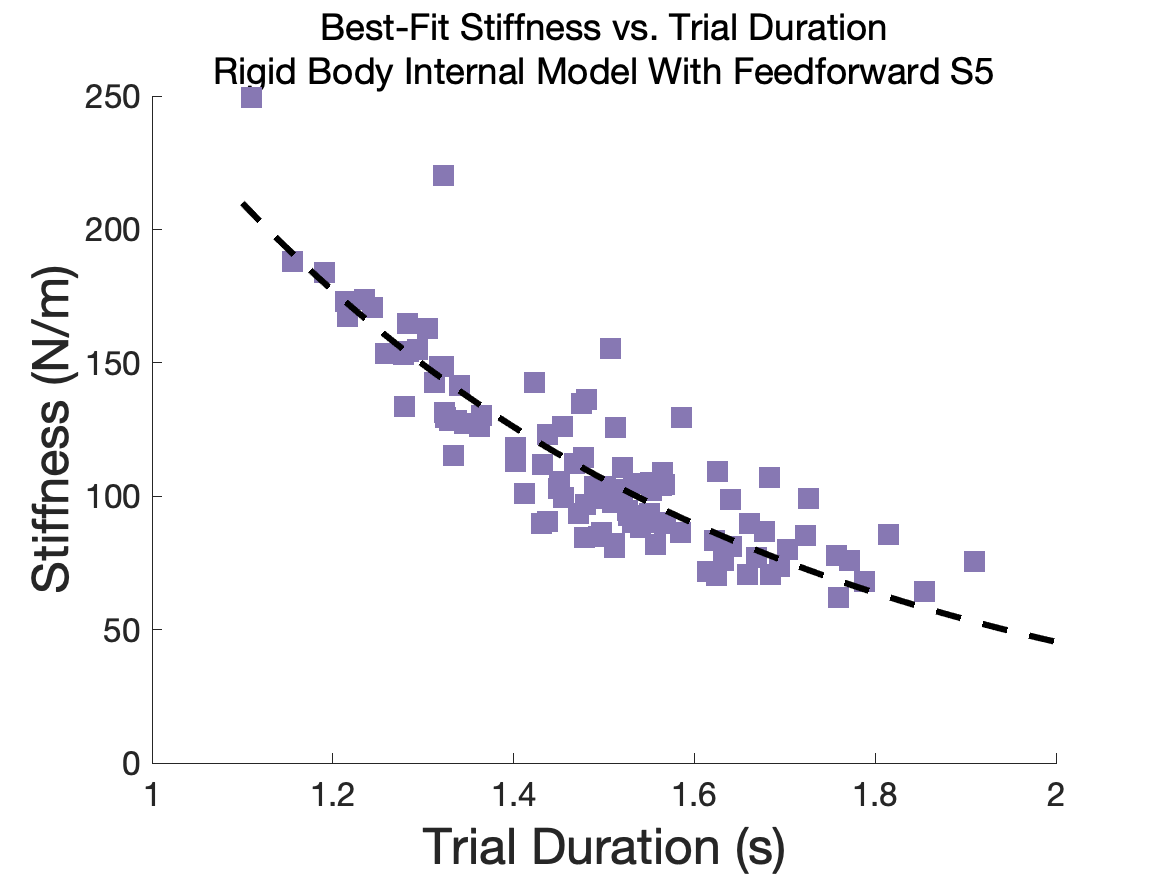 Best-Fit Stiffness vs. Trial Duration
Rigid Body Internal Model With Feedforward S5
250
200
150
100
50
0
Stiffness (N/m)
1 1.2 1.4 1.6 1.8 2
Trial Duration (s)